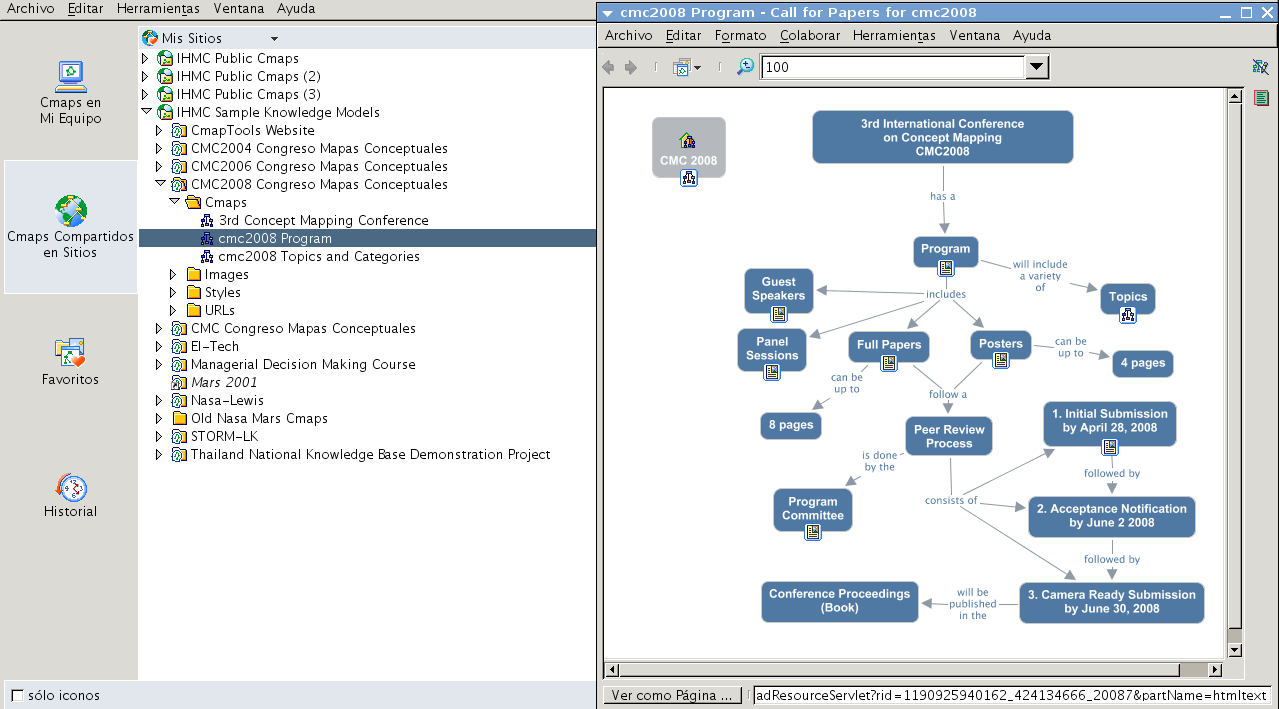 Archivo Editar Herramientas Ventana Ayuda
Cmaps en
Mi Equipo
Cmaps Compartidos
en Sitios
Favoritos
Historial
sólo iconos
Mis Sitios
IHMC Public Cmaps
IHMC Public Cmaps (2)
IHMC Public Cmaps (3)
IHMC Sample Knowledge Models
CmapTools Website
CMC2004 Congreso Mapas Conceptuales
CMC2006 Congreso Mapas Conceptuales
CMC2008 Congreso Mapas Conceptuales
Cmaps
3rd Concept Mapping Conference
cmc2008 Program
cmc2008 Topics and Categories
Images
Styles
URLs
CMC Congreso Mapas Conceptuales
El-Tech
Managerial Decision Making Course
Mars 2001
Nasa-Lewis
Old Nasa Mars Cmaps
STORM-LK
Thailand National Knowledge Base Demonstration Project
cmc2008 Program - Call for Papers for cmc2008
Archivo Editar Formato Colaborar Herramientas Ventana Ayuda
100
CMC 2008
3rd International Conference
on Concept Mapping
CMC2008
has a
Program
will include
a variety
of
Topics
includes
Guest
Speakers
Panel
Sessions
Full Papers
Posters
can be
up to
4 pages
can be
up to
8 pages
follow a
Peer Review
Process
is done
by the
Program
Committee
consists of
1. Initial Submission
by April 28, 2008
followed by
2. Acceptance Notification
by June 2 2008
followed by
3. Camera Ready Submission
by June 30, 2008
will be
published
in the
Conference Proceedings
(Book)
Ver como Página ...
adResourceServlet?rid=1190925940162_424134666_20087&partName=htmltext